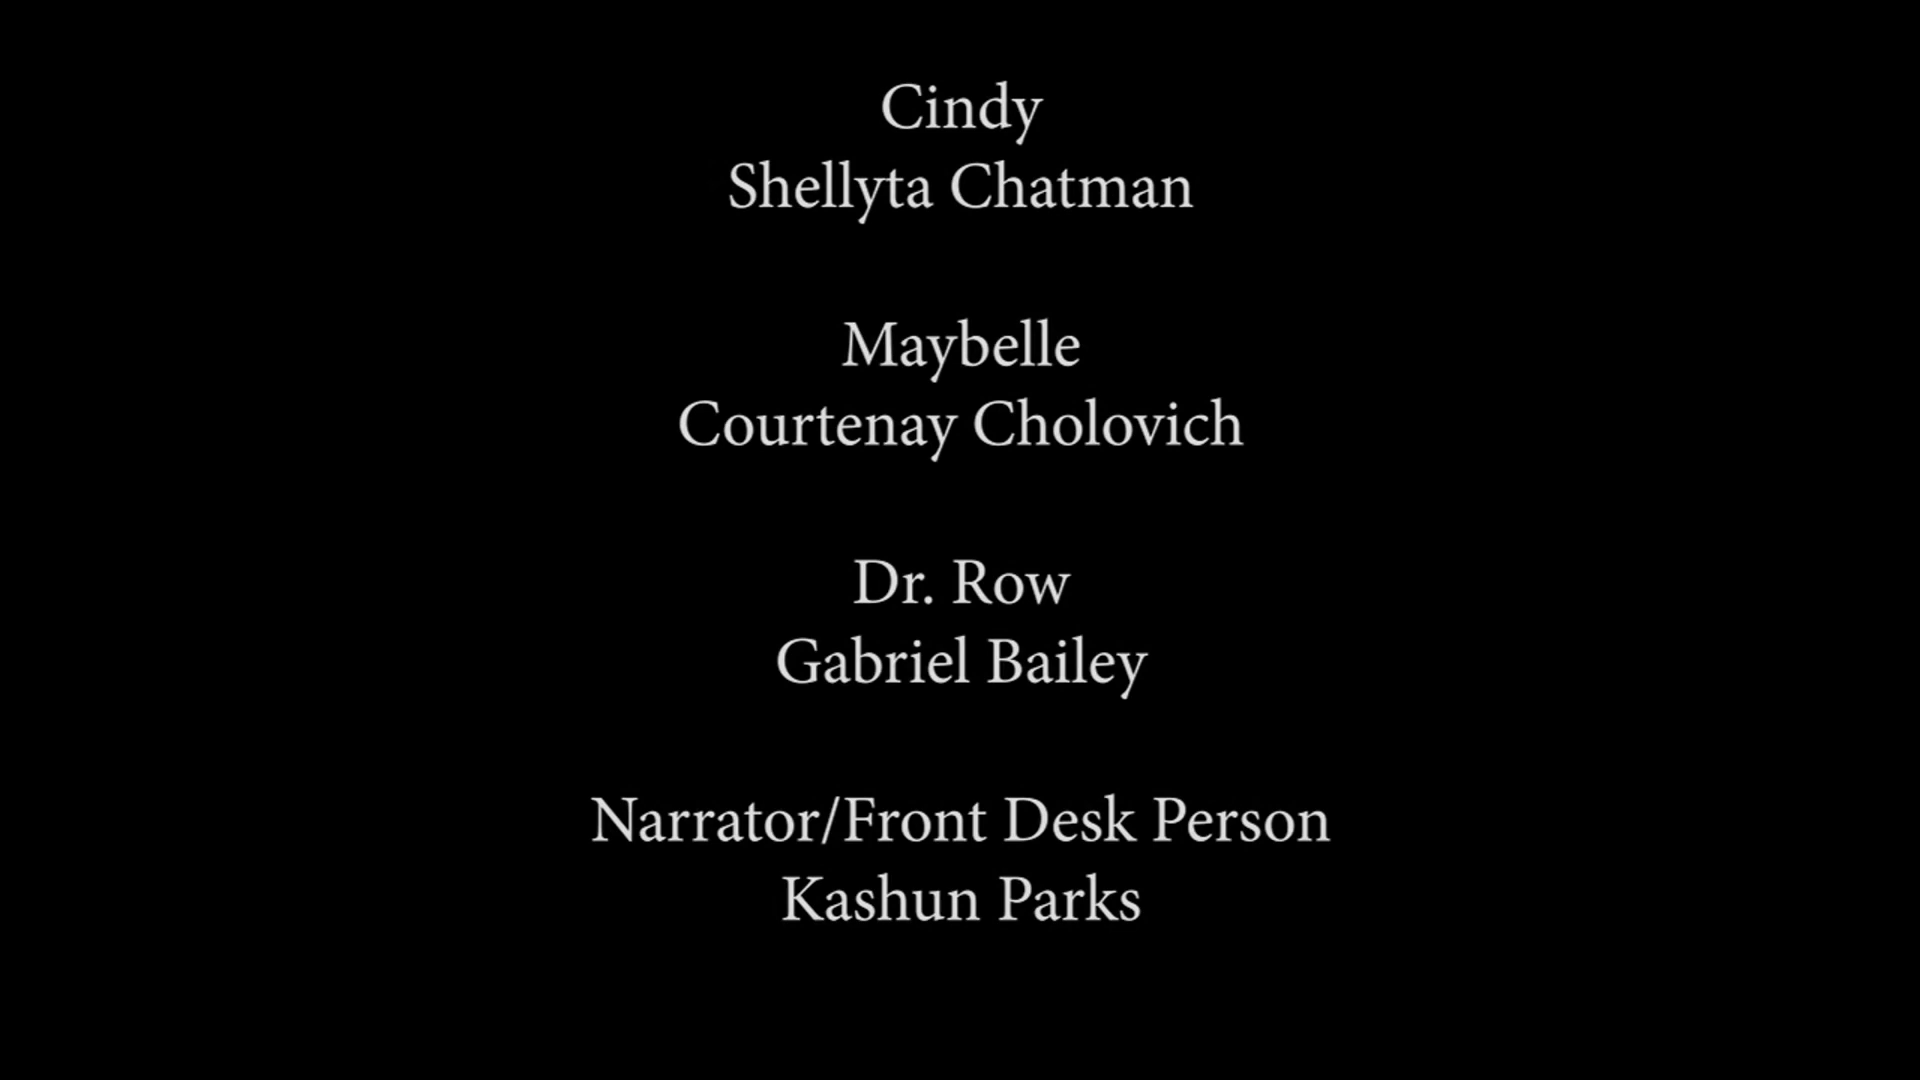 Cindy
Shellyta Chatman
Maybelle
Courtenay Cholovich
Dr. Row
Gabriel Bailey
Narrator/Front Desk Person
Kashun Parks